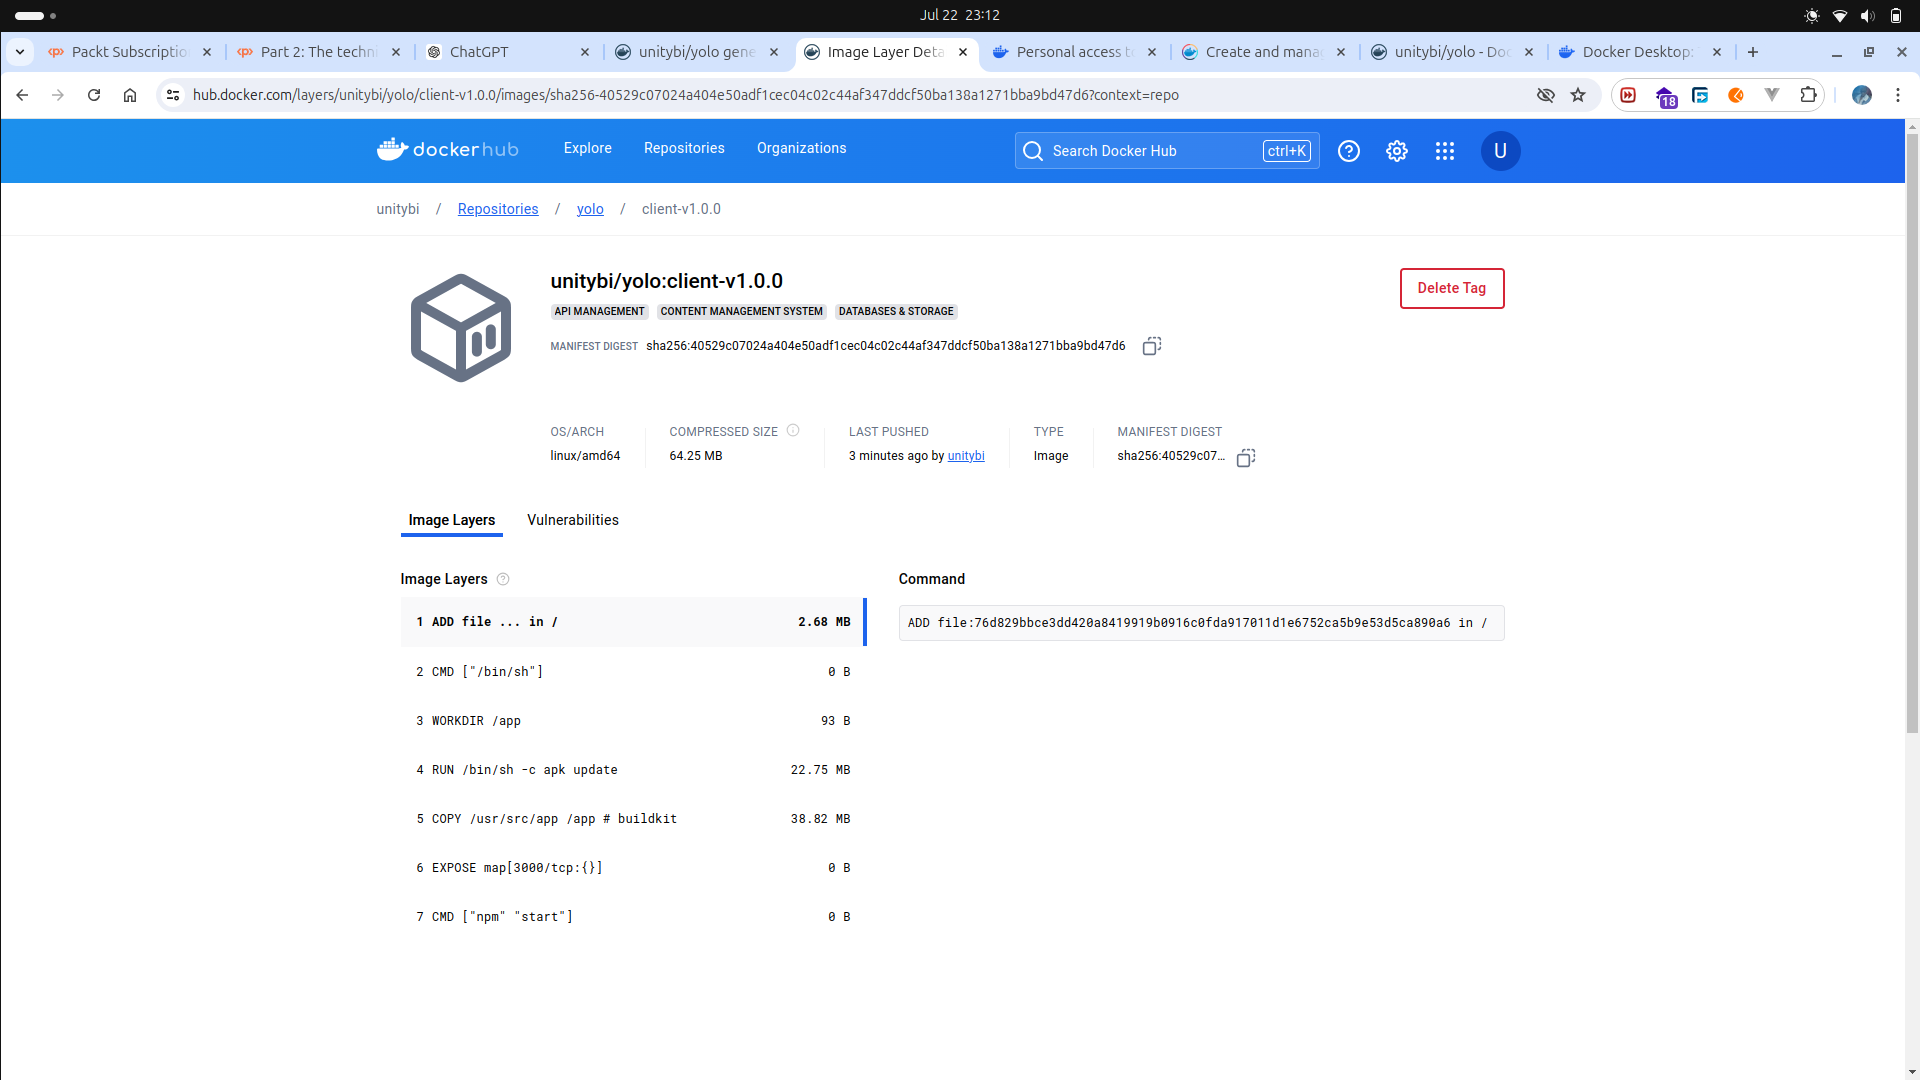 Jul 22 23:12
Packt Subscriptio
Part 2: The techni
ChatGPT
unitybi/yolo gene
Image Layer Deta
Personal access t
Create and mana
unitybi/yolo - Doc
Docker Desktop:
hub.docker.com/layers/unitybi/yolo/client-v1.0.0/images/sha256-40529c07024a404e50adf1cec04c02c44af347ddcf50ba138a1271bba9bd47d6?context=repo
18
dockerhub
Explore
Repositories
Organizations
Search Docker Hub
ctrl+K
U
unitybi / Repositories / yolo / client-v1.0.0
unitybi/yolo:client-v1.0.0
Delete Tag
API MANAGEMENT
CONTENT MANAGEMENT SYSTEM
DATABASES & STORAGE
MANIFEST DIGEST sha256:40529c07024a404e50adf1cec04c02c44af347ddcf50ba138a1271bba9bd47d6
OS/ARCH
linux/amd64
COMPRESSED SIZE
64.25 MB
LAST PUSHED
3 minutes ago by unitybi
TYPE
Image
MANIFEST DIGEST
sha256:40529c07...
Image Layers
Vulnerabilities
Image Layers
1 ADD file ... in / 2.68 MB
2 CMD ["/bin/sh"] 0 B
3 WORKDIR /app 93 B
4 RUN /bin/sh -c apk update 22.75 MB
5 COPY /usr/src/app /app # buildkit 38.82 MB
6 EXPOSE map[3000/tcp:{}] 0 B
7 CMD ["npm" "start"] 0 B
Command
ADD file:76d829bbce3dd420a8419919b0916c0fda917011d1e6752ca5b9e53d5ca890a6 in /